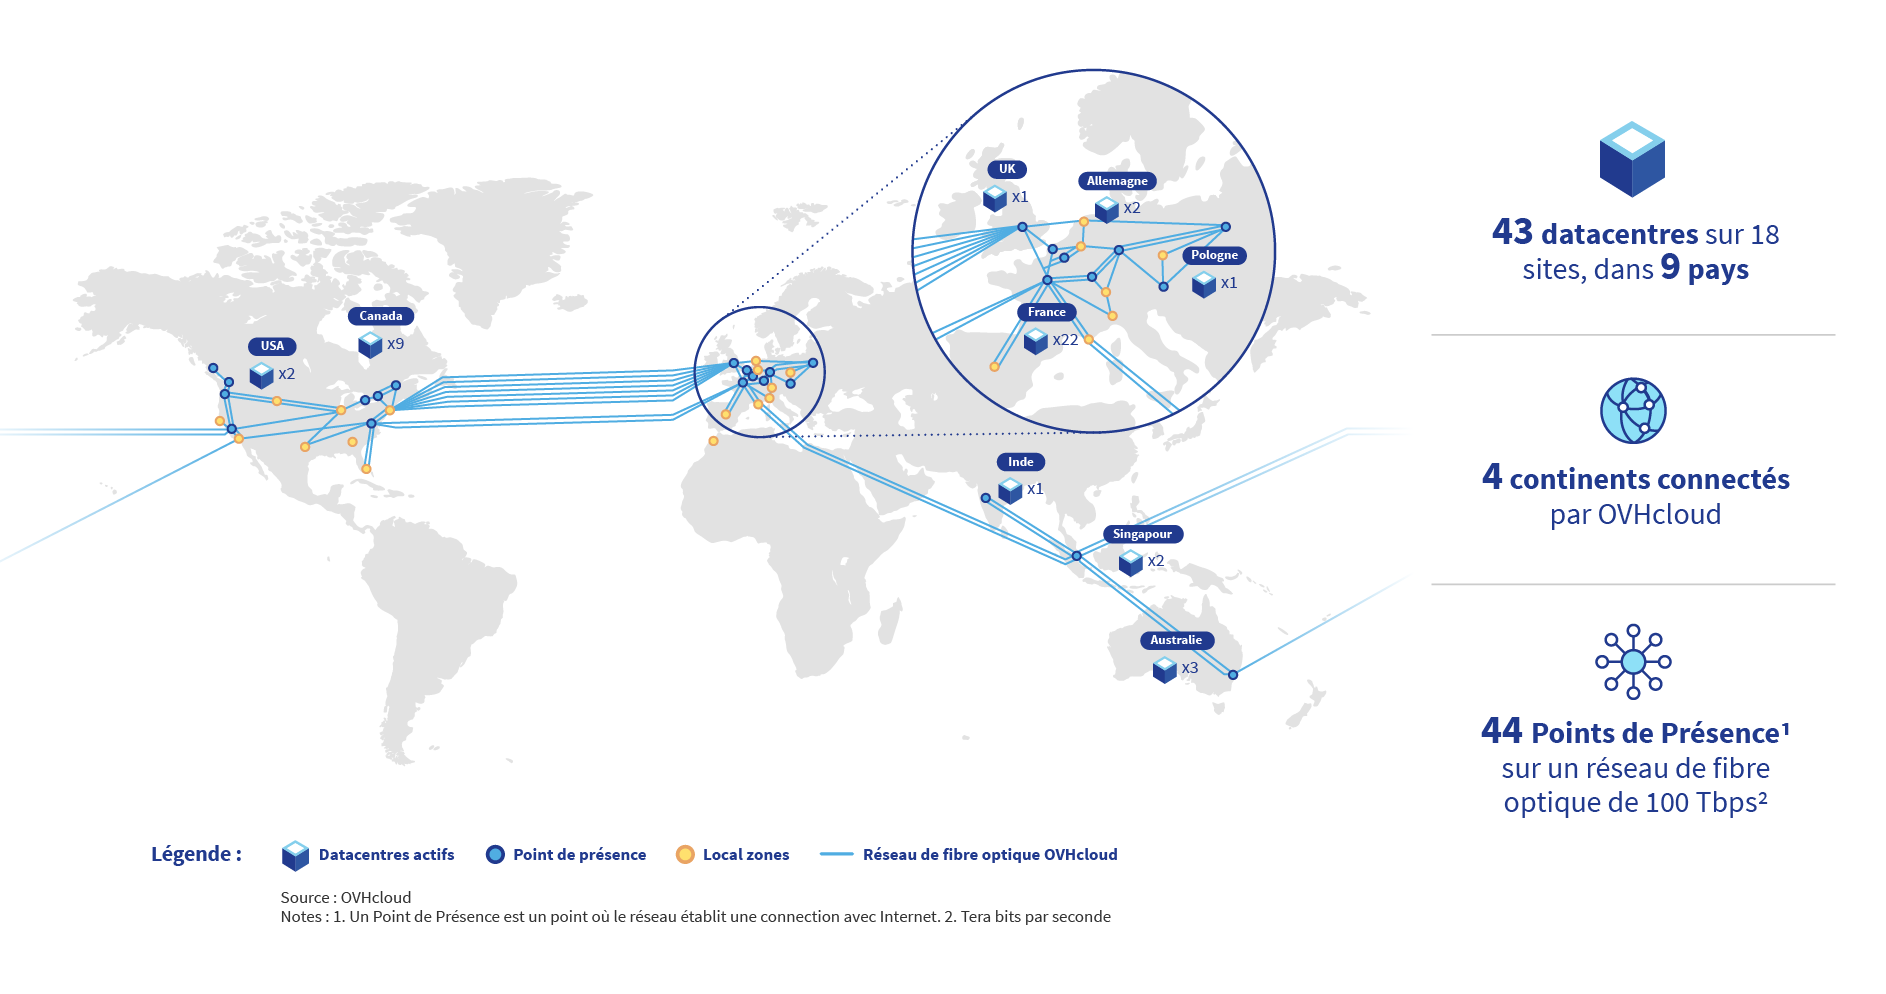 UK
x1
Allemagne
x2
Pologne
x1
France
x22
Canada
x9
USA
x2
Inde
x1
Singapour
x2
Australie
x3
43 datacentres sur 18
sites, dans 9 pays
4 continents connectés
par OVHcloud
44 Points de Présence¹
sur un réseau de fibre
optique de 100 Tbps²
Légende :
Datacentres actifs
Point de présence
Local zones
Réseau de fibre optique OVHcloud
Source : OVHcloud
Notes : 1. Un Point de Présence est un point où le réseau établit une connection avec Internet. 2. Tera bits par seconde